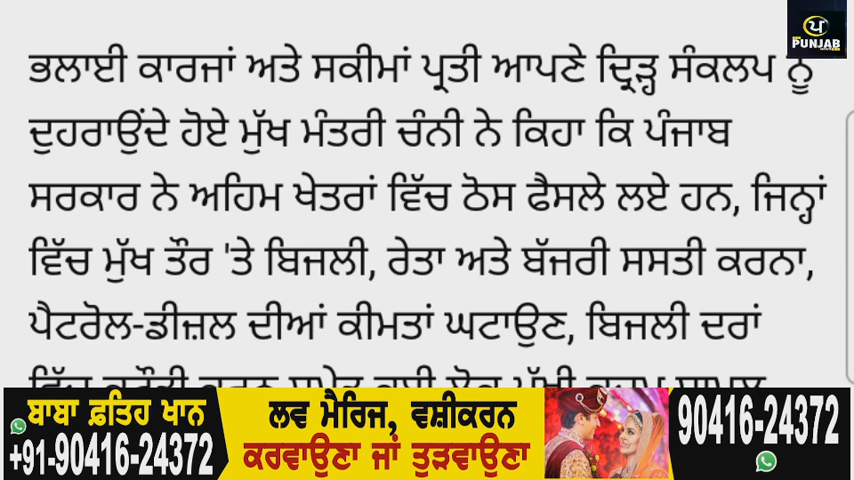 ਪ
PUNJAB
ਭਲਾਈ ਕਾਰਜਾਂ ਅਤੇ ਸਕੀਮਾਂ ਪ੍ਰਤੀ ਆਪਣੇ ਦ੍ਰਿੜ੍ਹ ਸੰਕਲਪ ਨੂੰ
ਦੁਹਰਾਉਂਦੇ ਹੋਏ ਮੁੱਖ ਮੰਤਰੀ ਚੰਨੀ ਨੇ ਕਿਹਾ ਕਿ ਪੰਜਾਬ
ਸਰਕਾਰ ਨੇ ਅਹਿਮ ਖੇਤਰਾਂ ਵਿੱਚ ਠੋਸ ਫੈਸਲੇ ਲਏ ਹਨ, ਜਿਨ੍ਹਾਂ
ਵਿੱਚ ਮੁੱਖ ਤੌਰ 'ਤੇ ਬਿਜਲੀ, ਰੇਤਾ ਅਤੇ ਬੱਜਰੀ ਸਸਤੀ ਕਰਨਾ,
ਪੈਟਰੋਲ-ਡੀਜ਼ਲ ਦੀਆਂ ਕੀਮਤਾਂ ਘਟਾਉਣ, ਬਿਜਲੀ ਦਰਾਂ
ਬਾਬਾ ਫ਼ਤਿਹ ਖਾਨ
+91-90416-24372
ਲਵ ਮੈਰਿਜ, ਵਸ਼ੀਕਰਨ
ਕਰਵਾਉਣਾ ਜਾਂ ਤੁੜਵਾਉਣਾ
90416-24372